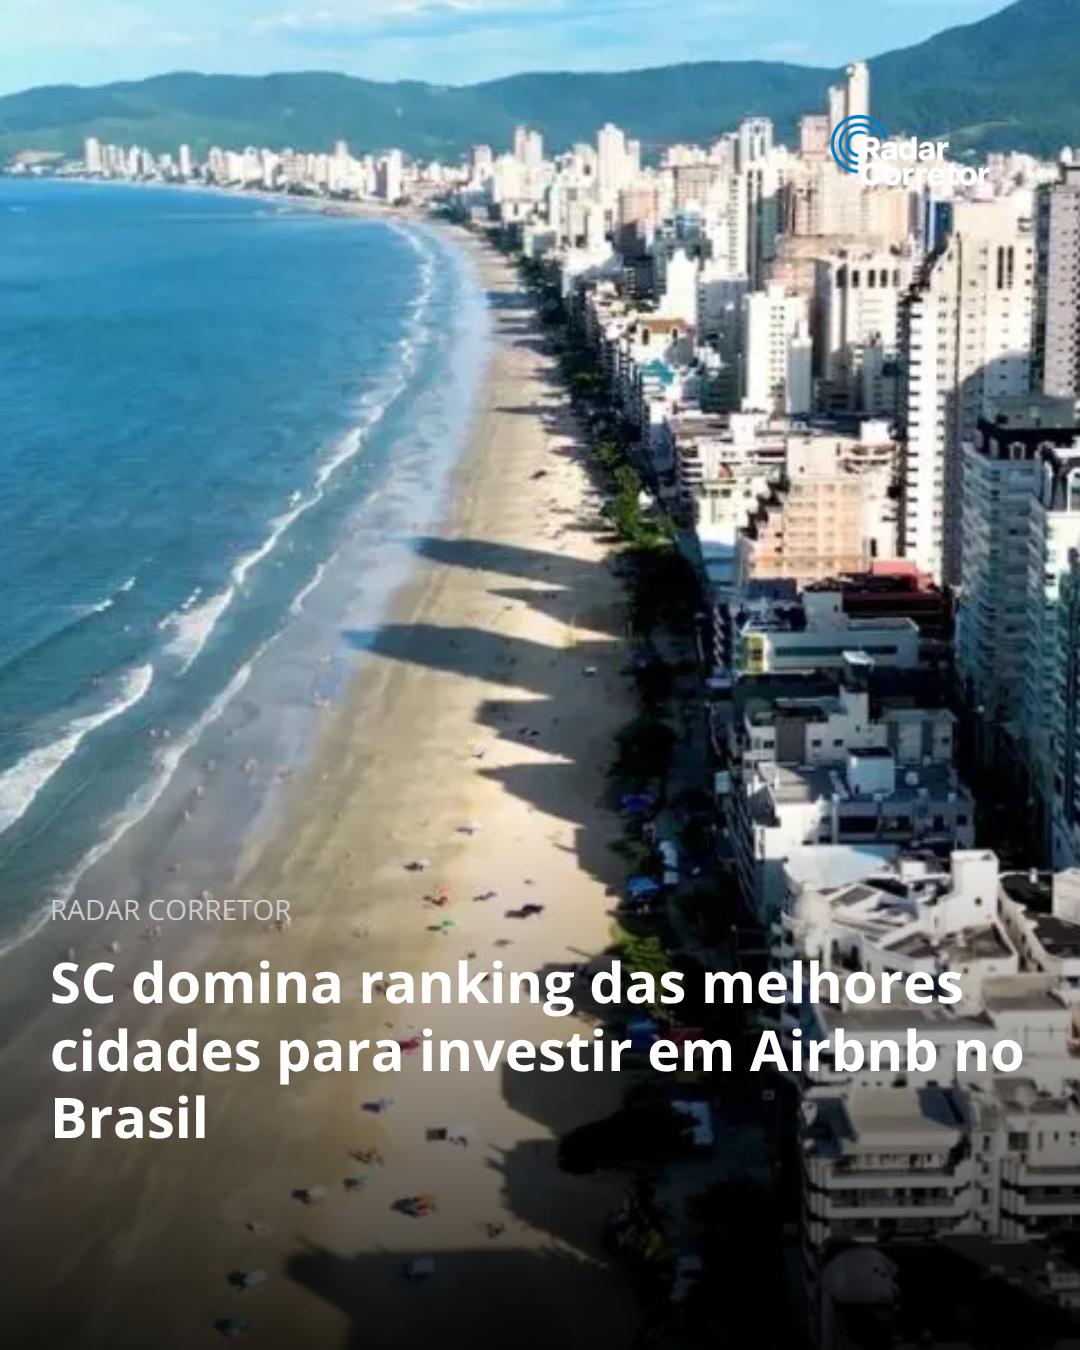 Radar
Corretor
RADAR CORRETOR
SC domina ranking das melhores
cidades para investir em Airbnb no
Brasil